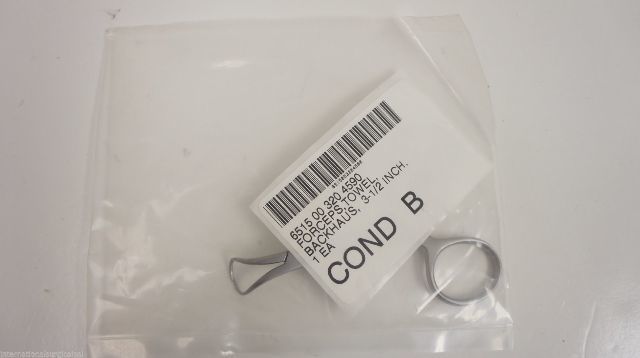 6515 00 320 4590
FORCEPS, TOWEL,
BACKHAUS, 3-1/2 INCH.
1 EA
COND B